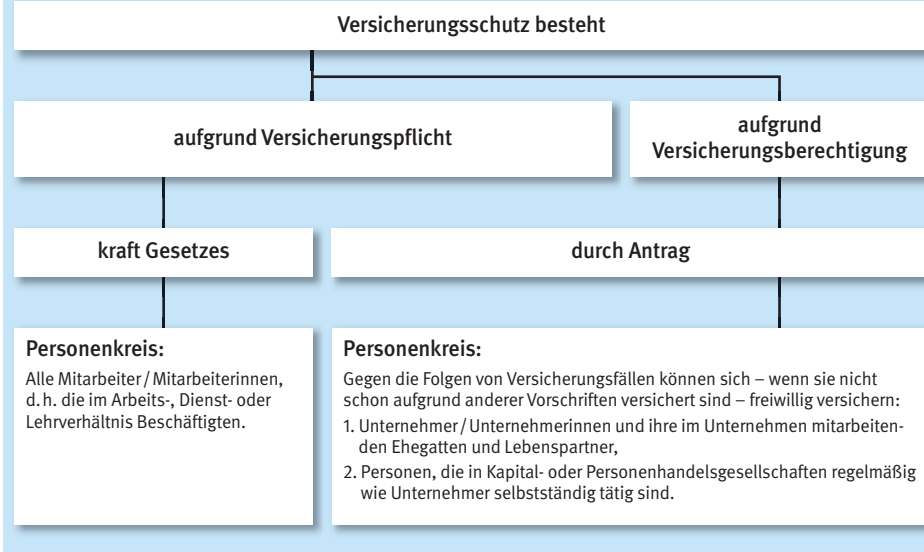 Versicherungsschutz besteht
aufgrund Versicherungspflicht
aufgrund
Versicherungsberechtigung
kraft Gesetzes
durch Antrag
Personenkreis:
Alle Mitarbeiter / Mitarbeiterinnen,
d. h. die im Arbeits-, Dienst- oder
Lehrverhältnis Beschäftigten.
Personenkreis:
Gegen die Folgen von Versicherungsfällen können sich – wenn sie nicht
schon aufgrund anderer Vorschriften versichert sind – freiwillig versichern:
1. Unternehmer / Unternehmerinnen und ihre im Unternehmen mitarbeiten-
den Ehegatten und Lebenspartner,
2. Personen, die in Kapital- oder Personenhandelsgesellschaften regelmäßig
wie Unternehmer selbstständig tätig sind.